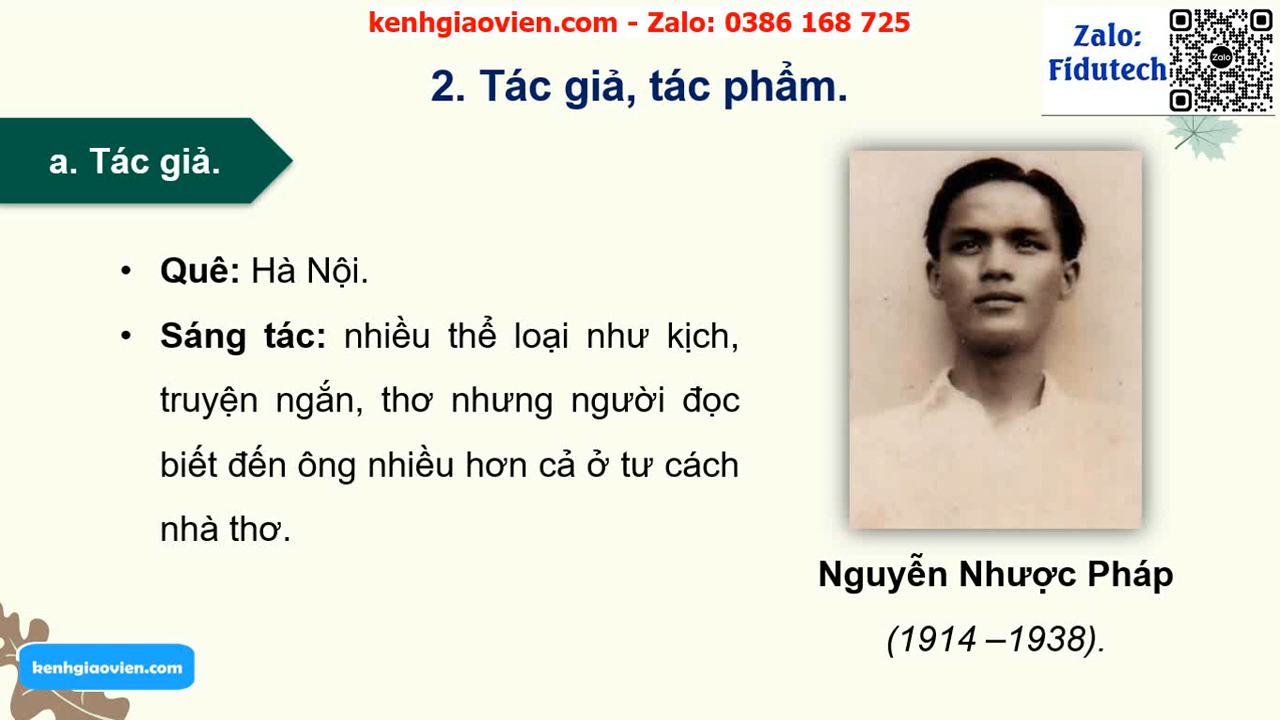 kenhgiaovien.com - Zalo: 0386 168 725
Zalo:
Fidutech
Zalo
2. Tác giả, tác phẩm.
a. Tác giả.
• Quê: Hà Nội.
• Sáng tác: nhiều thể loại như kịch,
truyện ngắn, thơ nhưng người đọc
biết đến ông nhiều hơn cả ở tư cách
nhà thơ.
Nguyễn Nhược Pháp
(1914 –1938).
kenhgiaovien.com